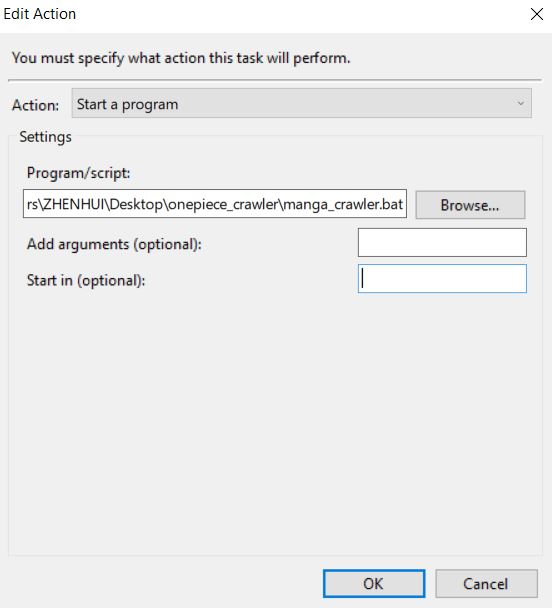 Edit Action
You must specify what action this task will perform.
Action: Start a program
Settings
Program/script:
rs\ZHENHUI\Desktop\onepiece_crawler\manga_crawler.bat Browse...
Add arguments (optional):
Start in (optional):
OK Cancel